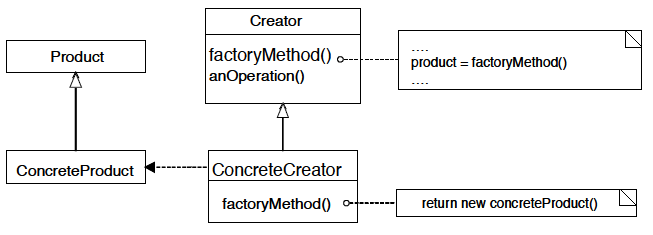 Creator
Product
factoryMethod()
anOperation()
....
product = factoryMethod()
....
ConcreteProduct
ConcreteCreator
factoryMethod()
return new concreteProduct()